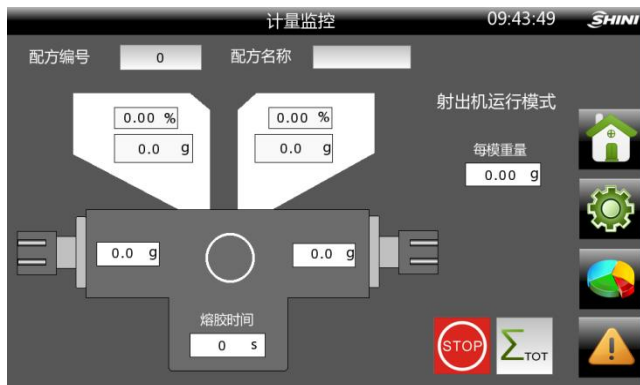 计量监控 09:43:49 SHINI
配方编号 0 配方名称
射出机运行模式
0.00 % 0.00 %
0.0 g 0.0 g
每模重量
0.00 g
0.0 g 0.0 g
熔胶时间
0 s
STOP ΣTOT